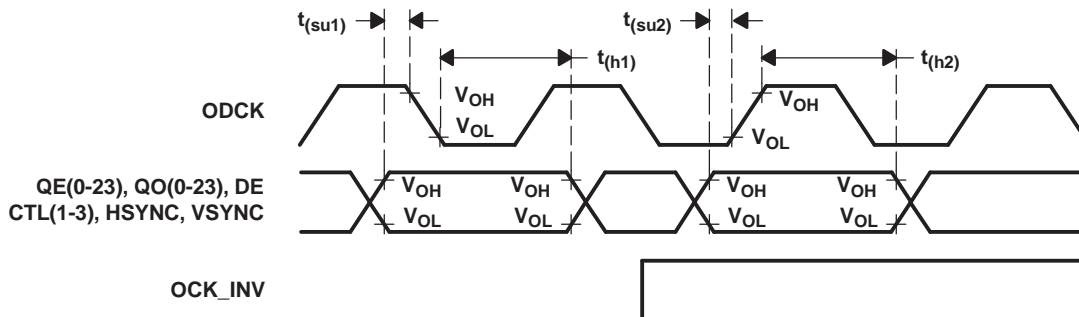 t(su1)
t(su2)
t(h1)
t(h2)
ODCK
VOH
VOL
VOH
VOL
QE(0-23), QO(0-23), DE
CTL(1-3), HSYNC, VSYNC
VOH
VOH
VOH
VOH
VOL
VOL
VOL
VOL
OCK_INV